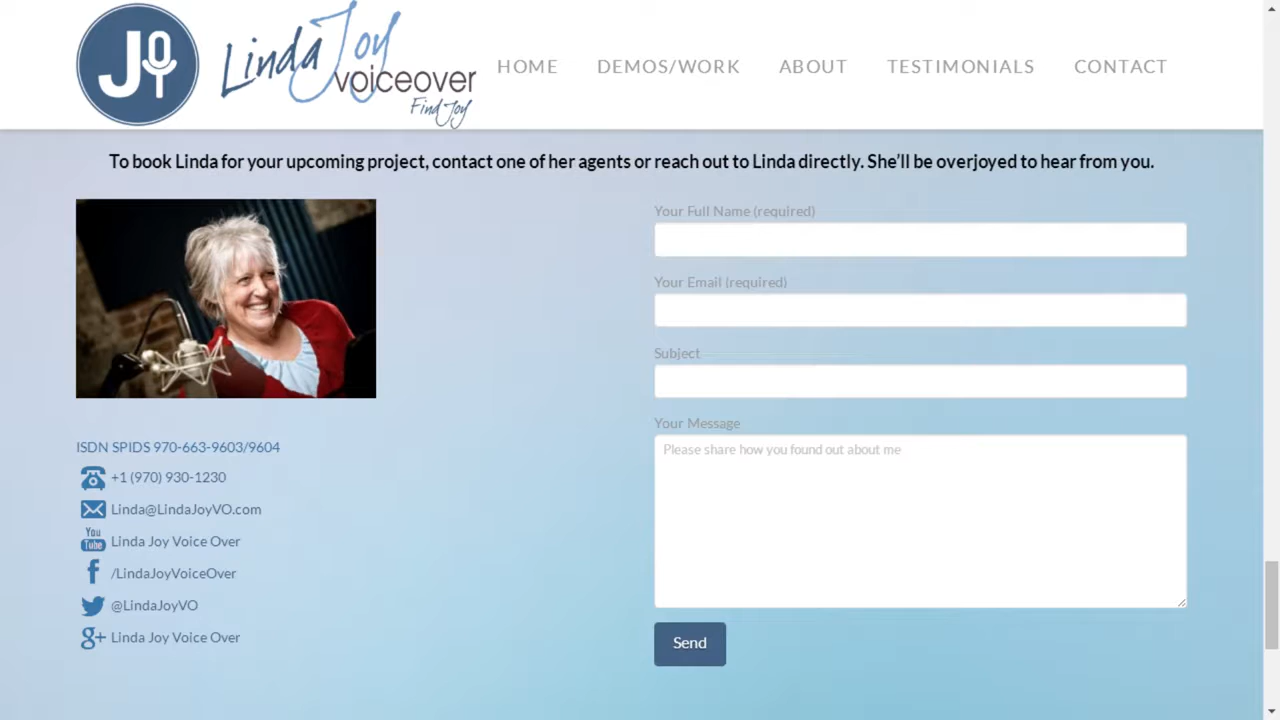 JOY
Linda Joy
voiceover
Find Joy
HOME
DEMOS/WORK
ABOUT
TESTIMONIALS
CONTACT
To book Linda for your upcoming project, contact one of her agents or reach out to Linda directly. She’ll be overjoyed to hear from you.
Your Full Name (required)
Your Email (required)
Subject
Your Message
Please share how you found out about me
Send
ISDN SPIDS 970-663-9603/9604
+1 (970) 930-1230
Linda@LindaJoyVO.com
You Tube Linda Joy Voice Over
f /LindaJoyVoiceOver
@LindaJoyVO
g+ Linda Joy Voice Over